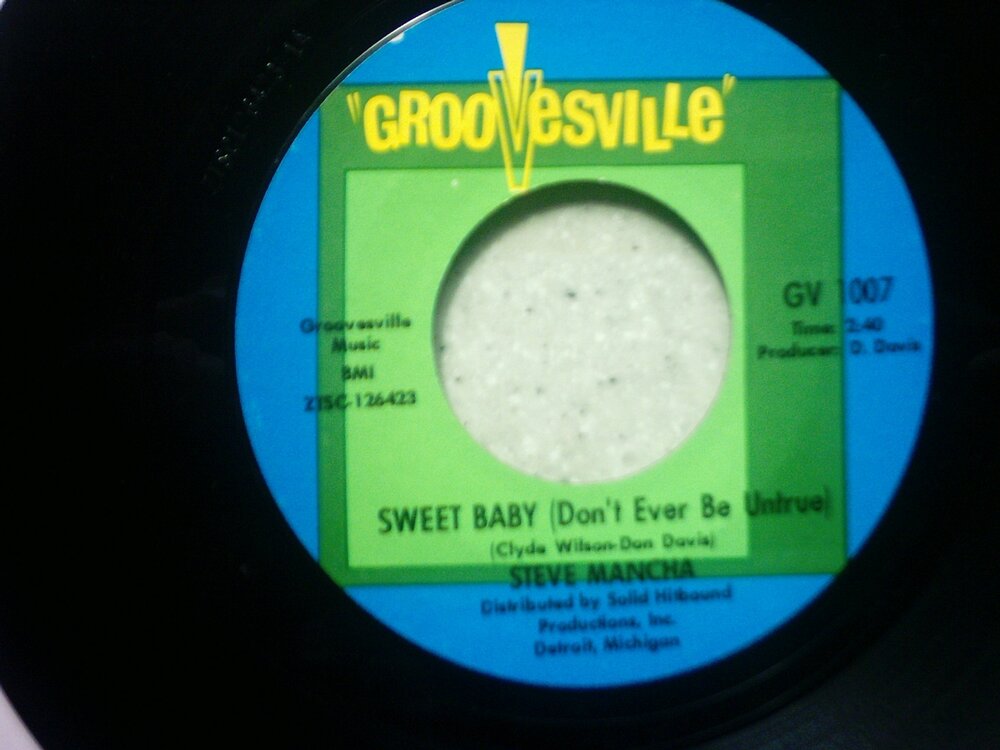 "GROOVESVILLE"
GV 1007
Time: 2:40
Producer: D. Davis
Groovesville
Music
BMI
ZTSC-126423
SWEET BABY (Don't Ever Be Untrue)
(Clyde Wilson-Don Davis)
STEVE MANCHA
Distributed by Solid Hitbound
Productions, Inc.
Detroit, Michigan